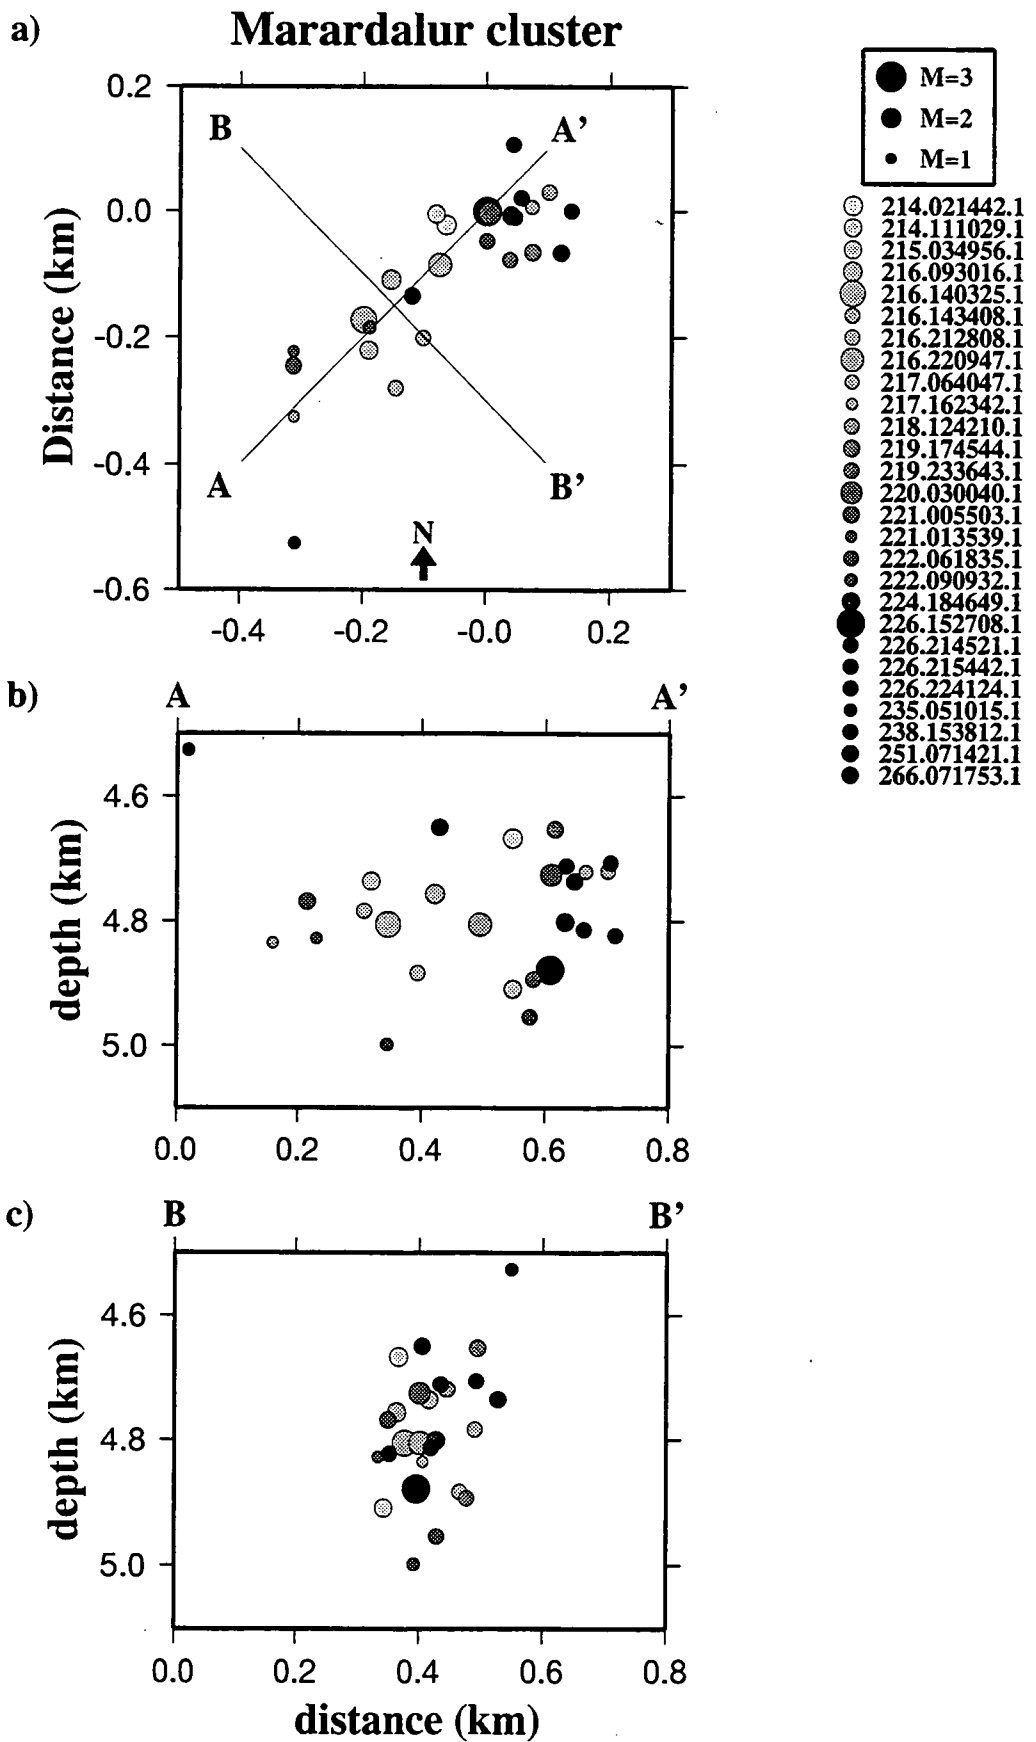 a)
Marardalur cluster
0.2
0.0
-0.2
-0.4
-0.6
Distance (km)
B
A'
A
B'
N
-0.4
-0.2
-0.0
0.2
M=3
M=2
M=1
214.021442.1
214.111029.1
215.034956.1
216.093016.1
216.140325.1
216.143408.1
216.212808.1
216.220947.1
217.064047.1
217.162342.1
218.124210.1
219.174544.1
219.233643.1
220.030040.1
221.005503.1
221.013539.1
222.061835.1
222.090932.1
224.184649.1
226.152708.1
226.214521.1
226.215442.1
226.224124.1
235.051015.1
238.153812.1
251.071421.1
266.071753.1
b)
A
A'
4.6
4.8
5.0
depth (km)
0.0
0.2
0.4
0.6
0.8
c)
B
B'
4.6
4.8
5.0
depth (km)
0.0
0.2
0.4
0.6
0.8
distance (km)